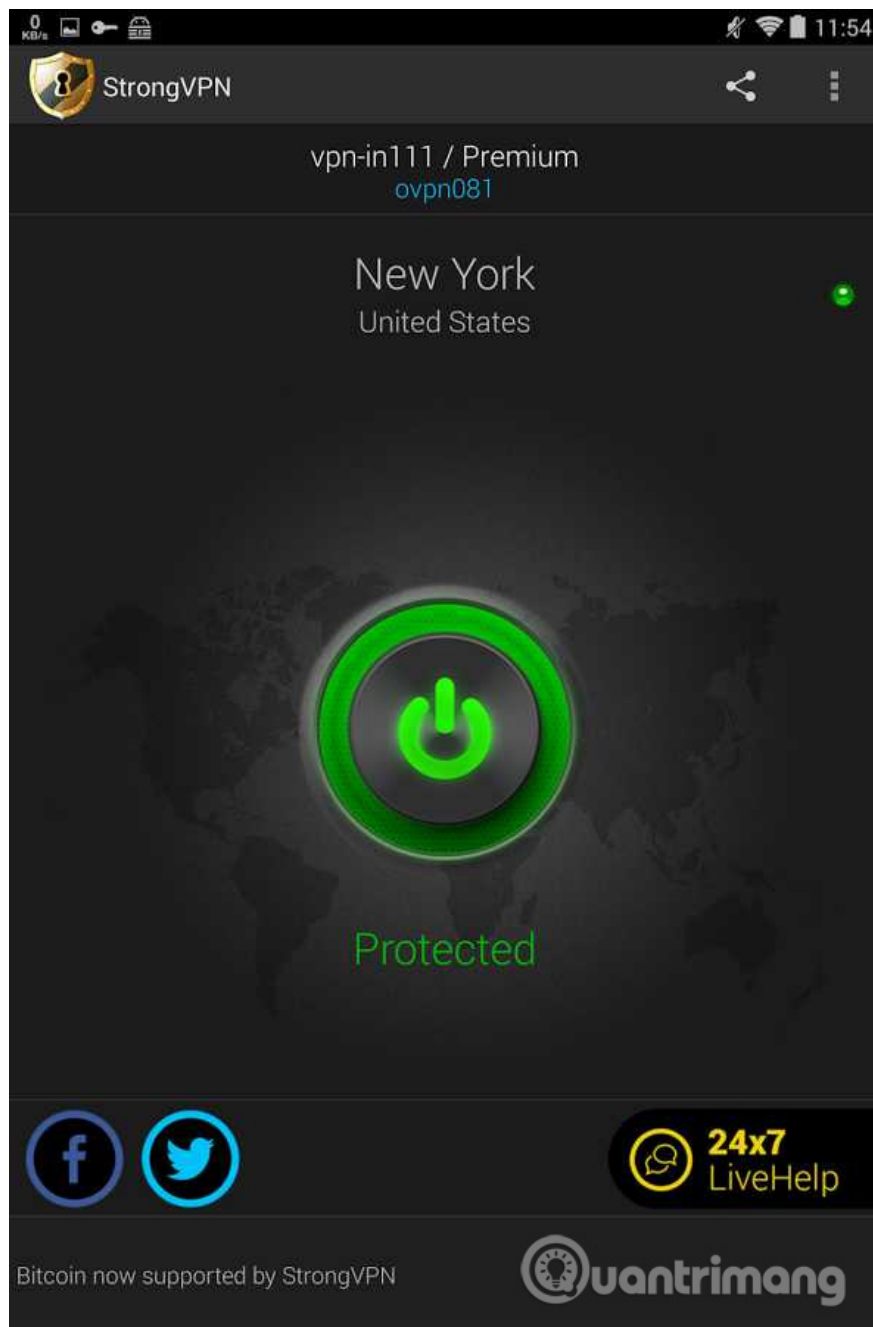 0
KB/s
11:54
StrongVPN
vpn-in111 / Premium
ovpn081
New York
United States
Protected
24x7
LiveHelp
Bitcoin now supported by StrongVPN
Quantrimang